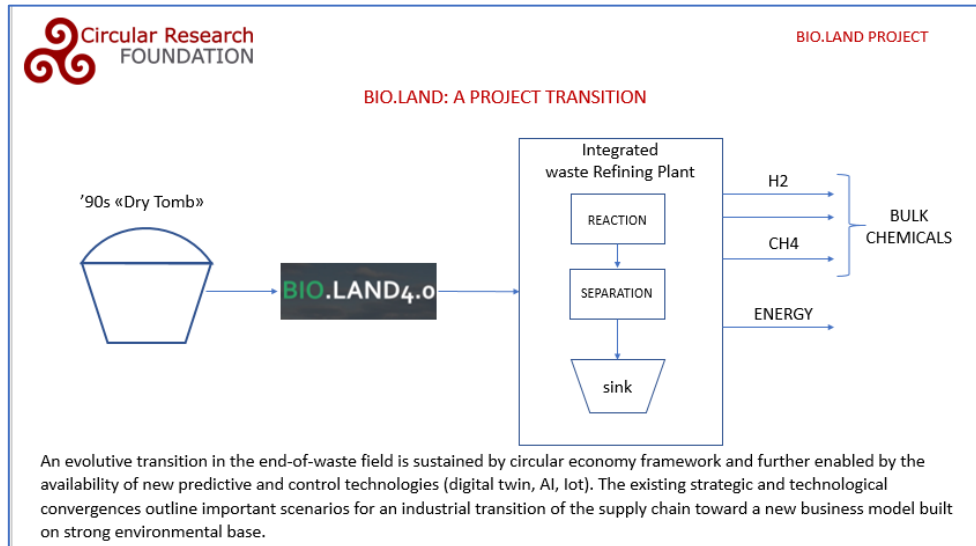 Circular Research
FOUNDATION
BIO.LAND PROJECT
BIO.LAND: A PROJECT TRANSITION
'90s «Dry Tomb»
BIO.LAND4.0
Integrated
waste Refining Plant
REACTION
SEPARATION
sink
H2
CH4
BULK
CHEMICALS
ENERGY
An evolutive transition in the end-of-waste field is sustained by circular economy framework and further enabled by the
availability of new predictive and control technologies (digital twin, AI, Iot). The existing strategic and technological
convergences outline important scenarios for an industrial transition of the supply chain toward a new business model built
on strong environmental base.